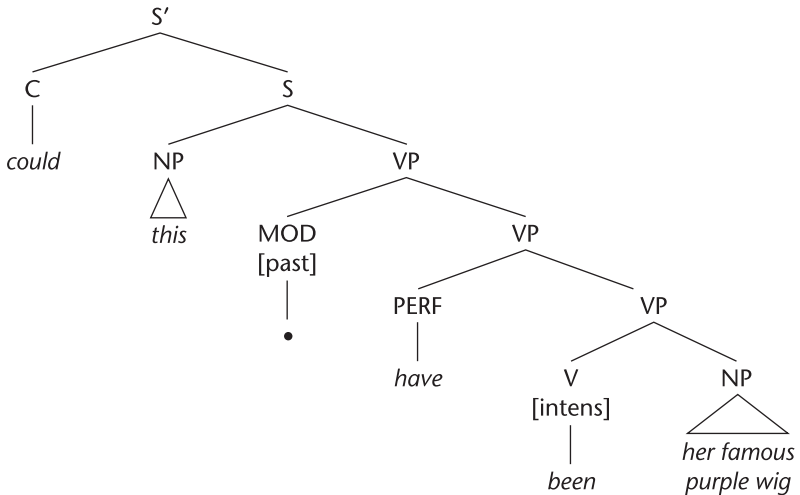 S′
C
S
could
NP
VP
this
MOD
[past]
VP
PERF
VP
•
have
V
[intens]
NP
been
her famous
purple wig